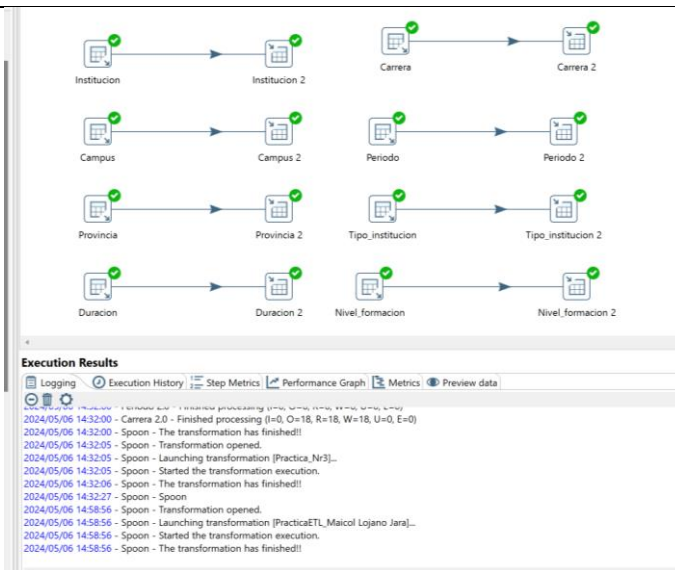 Institucion Institucion 2 Carrera Carrera 2
Campus Campus 2 Periodo Periodo 2
Provincia Provincia 2 Tipo_institucion Tipo_institucion 2
Duracion Duracion 2 Nivel_formacion Nivel_formacion 2
Execution Results
Logging Execution History Step Metrics Performance Graph Metrics Preview data
2024/05/06 14:32:00 - Carrera 2.0 - Finished processing (I=0, O=18, R=18, W=18, U=0, E=0)
2024/05/06 14:32:00 - Spoon - The transformation has finished!!
2024/05/06 14:32:05 - Spoon - Transformation opened.
2024/05/06 14:32:05 - Spoon - Launching transformation [Practica_Nr3]...
2024/05/06 14:32:05 - Spoon - Started the transformation execution.
2024/05/06 14:32:06 - Spoon - The transformation has finished!!
2024/05/06 14:32:27 - Spoon - Spoon
2024/05/06 14:58:56 - Spoon - Transformation opened.
2024/05/06 14:58:56 - Spoon - Launching transformation [PracticaETL_Maicol Lojano Jara]...
2024/05/06 14:58:56 - Spoon - Started the transformation execution.
2024/05/06 14:58:56 - Spoon - The transformation has finished!!